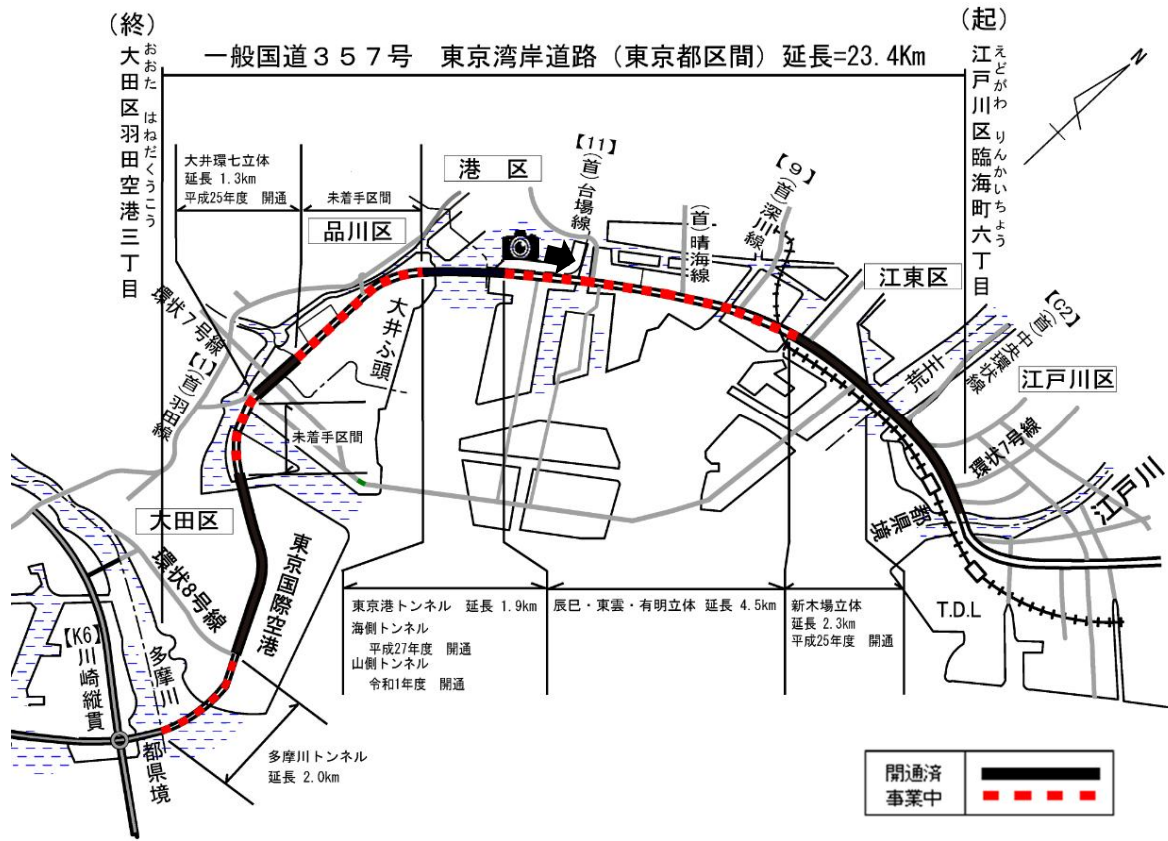 (終)
(起)
一般国道357号 東京湾岸道路(東京都区間)延長=23.4Km
大田区羽田空港三丁目
おおた はねだくうこう
江戸川区臨海町六丁目
えどがわ りんかいちょう
N
大井環七立体
延長 1.3km
平成25年度 開通
未着手区間
港 区
品川区
【11】
(首)台場線
(首)晴海線
【9】
(首)深川線
江東区
荒川
【C2】
(首)中央環状線
江戸川区
環状7号線
江戸川
都県境
T.D.L
環状7号線
【1】
(首)羽田線
大井ふ頭
未着手区間
大田区
環状8号線
東京国際空港
【K6】
川崎縦貫
多摩川
都県境
多摩川トンネル
延長 2.0km
東京港トンネル 延長 1.9km
海側トンネル
平成27年度 開通
山側トンネル
令和1年度 開通
辰巳・東雲・有明立体 延長 4.5km
新木場立体
延長 2.3km
平成25年度 開通
開通済
事業中